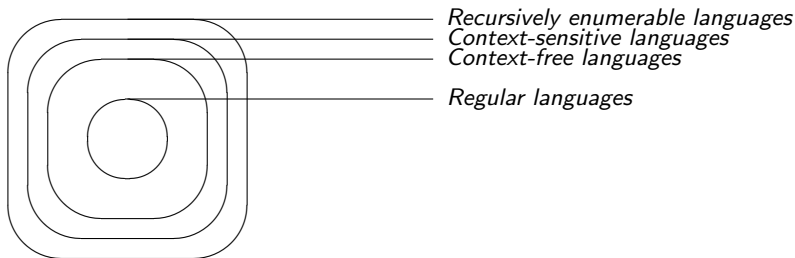 Recursively enumerable languages
Context-sensitive languages
Context-free languages
Regular languages